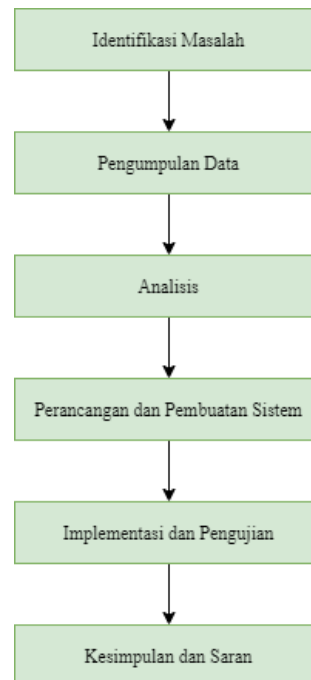 Identifikasi Masalah
Pengumpulan Data
Analisis
Perancangan dan Pembuatan Sistem
Implementasi dan Pengujian
Kesimpulan dan Saran